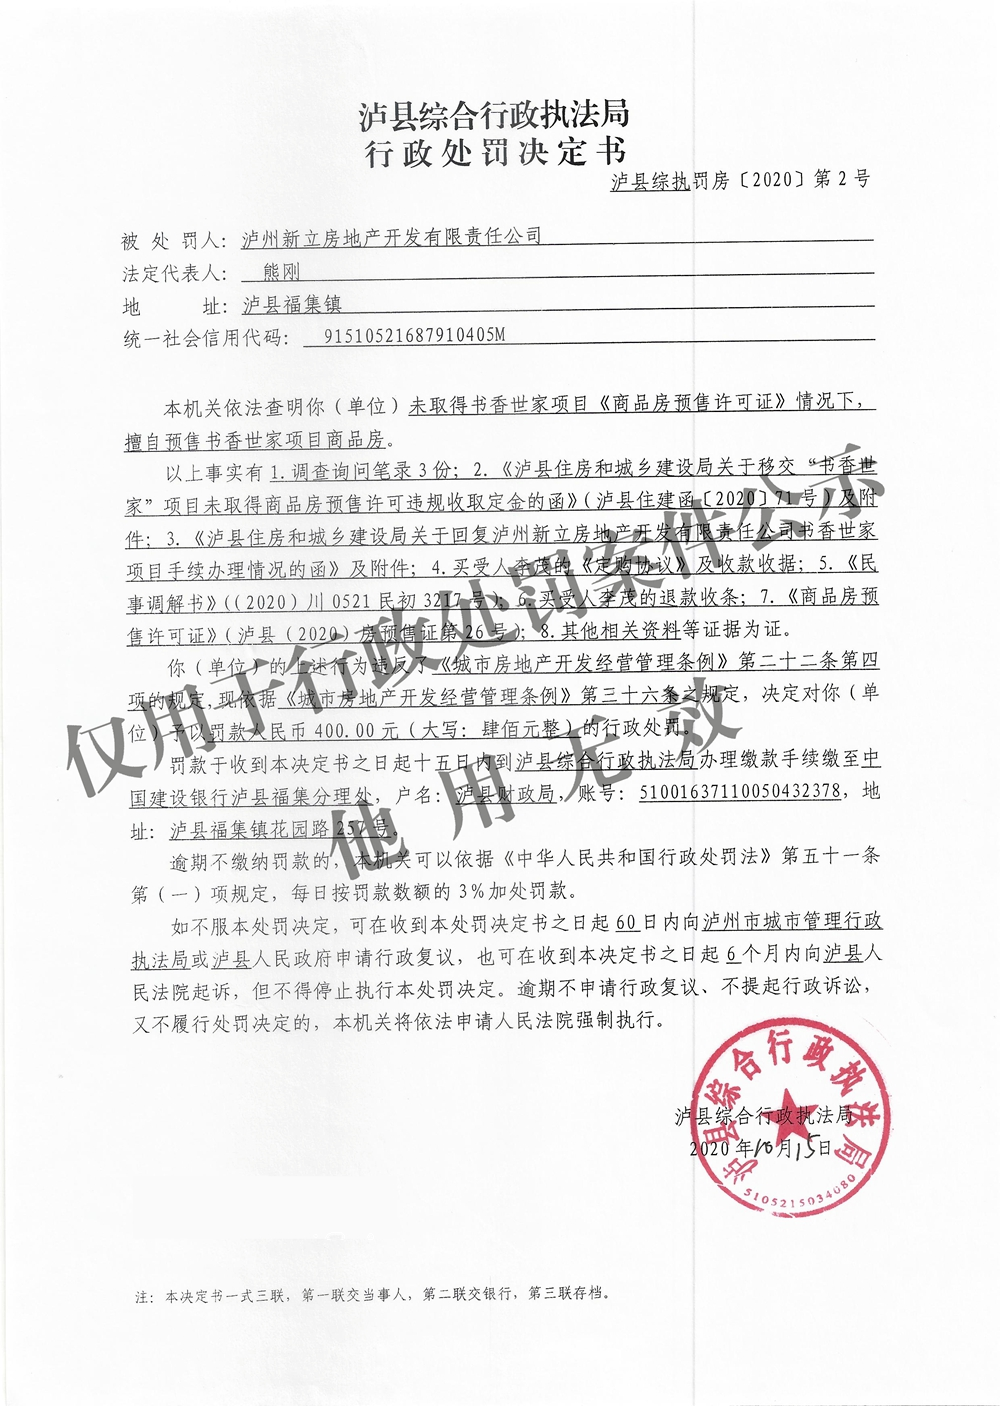 泸县综合行政执法局
行政处罚决定书
泸县综执罚房〔2020〕第2号
被处罚人：泸州新立房地产开发有限责任公司
法定代表人：熊刚
地址：泸县福集镇
统一社会信用代码：91510521687910405M
本机关依法查明你（单位）未取得书香世家项目《商品房预售许可证》情况下，
擅自预售书香世家项目商品房。
以上事实有1.调查询问笔录3份；2.《泸县住房和城乡建设局关于移交“书香世
家”项目未取得商品房预售许可违规收取定金的函》（泸县住建函〔2020〕71号）及附
件；3.《泸县住房和城乡建设局关于回复泸州新立房地产开发有限责任公司书香世家
项目手续办理情况的函》及附件；4.买受人李茂的《定购协议》及收款收据；5.《民
事调解书》（(2020)川0521民初3217号）；6.买受人李茂的退款收条；7.《商品房预
售许可证》（泸县（2020）房预售证第26号）；8.其他相关资料等证据为证。
你（单位）的上述行为违反了《城市房地产开发经营管理条例》第二十二条第四
项的规定，现依据《城市房地产开发经营管理条例》第三十六条之规定，决定对你（单
位）予以罚款人民币400.00元（大写：肆佰元整）的行政处罚。
罚款于收到本决定书之日起十五日内到泸县综合行政执法局办理缴款手续缴至中
国建设银行泸县福集分理处，户名：泸县财政局，账号：51001637110050432378，地
址：泸县福集镇花园路257号。
逾期不缴纳罚款的，本机关可以依据《中华人民共和国行政处罚法》第五十一条
第（一）项规定，每日按罚款数额的3%加处罚款。
如不服本处罚决定，可在收到本处罚决定书之日起60日内向泸州市城市管理行政
执法局或泸县人民政府申请行政复议，也可在收到本决定书之日起6个月内向泸县人
民法院起诉，但不得停止执行本处罚决定。逾期不申请行政复议、不提起行政诉讼，
又不履行处罚决定的，本机关将依法申请人民法院强制执行。
泸县综合行政执法局
2020年10月15日
泸县综合行政执法局
5105215034080
注：本决定书一式三联，第一联交当事人，第二联交银行，第三联存档。
仅用于行政处罚案件公示
他用无效